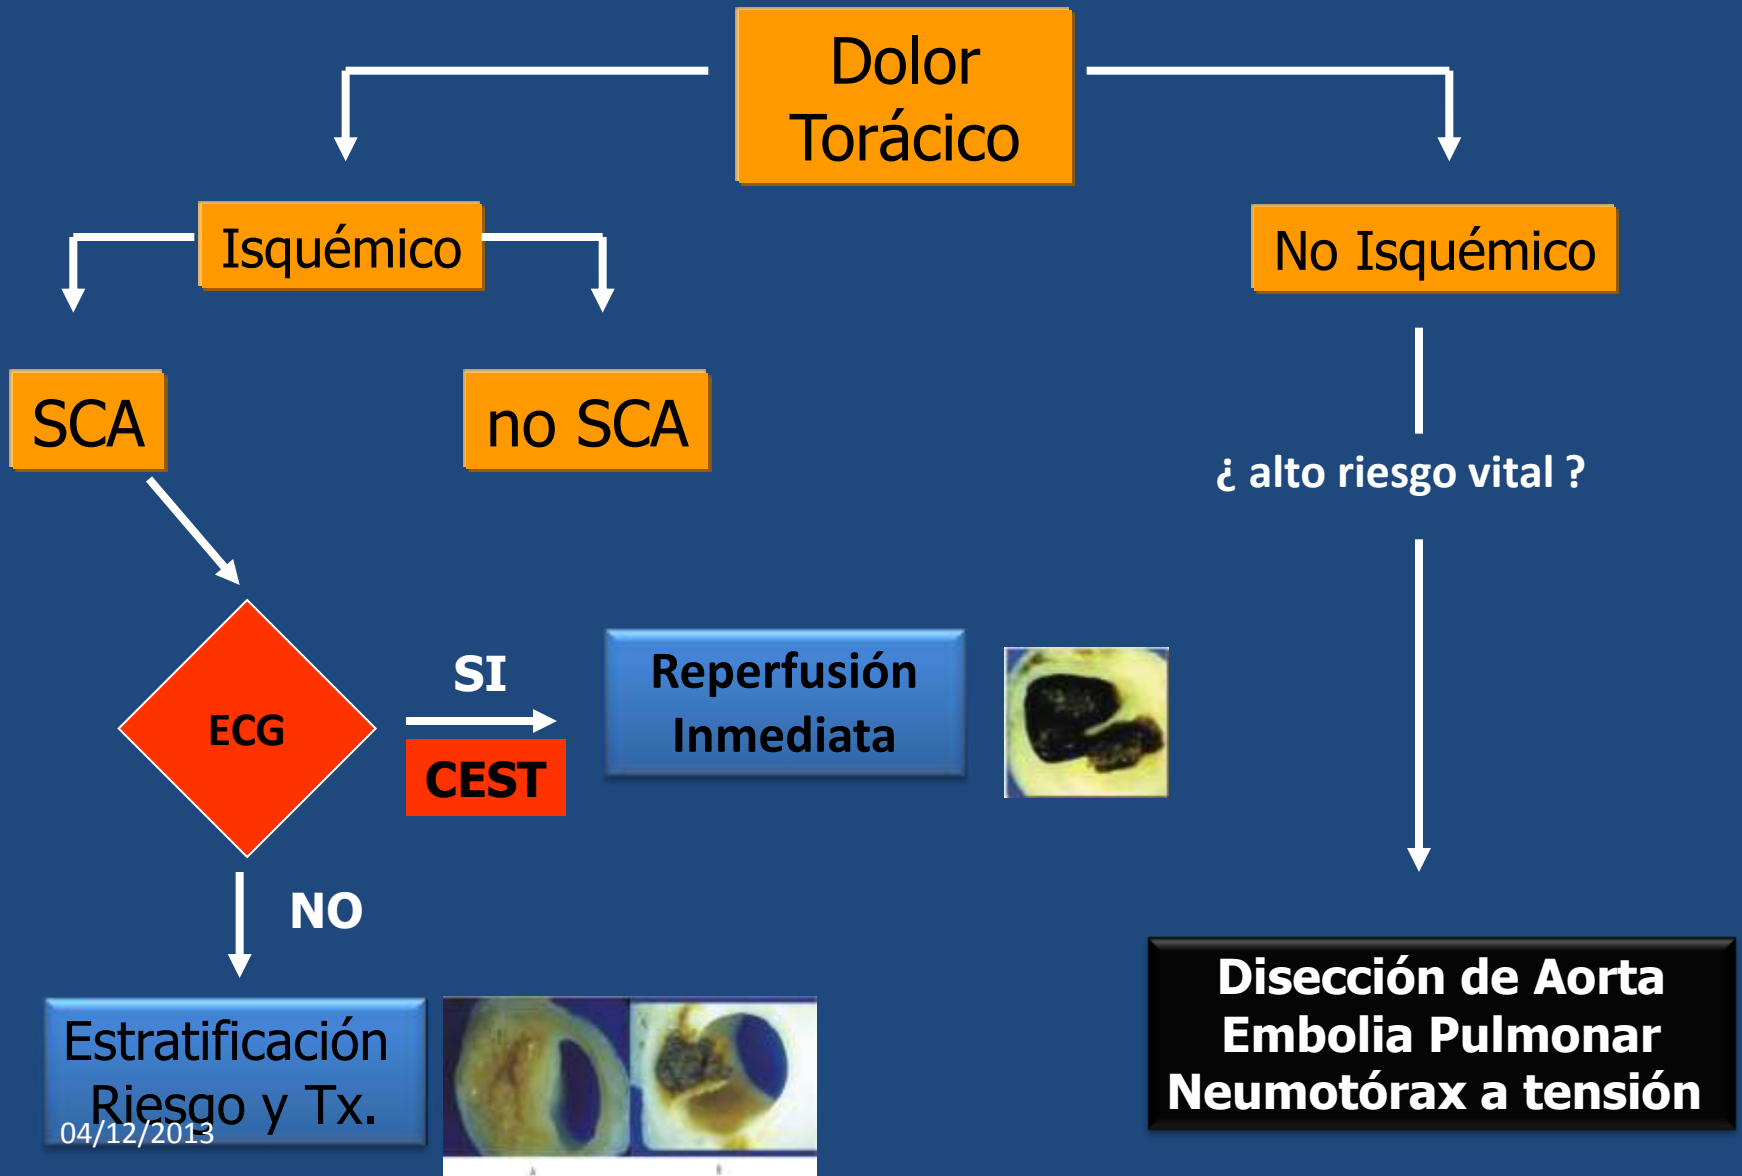 Dolor
Torácico
Isquémico
No Isquémico
SCA
no SCA
¿ alto riesgo vital ?
ECG
SI
CEST
Reperfusión
Inmediata
NO
Estratificación
Riesgo y Tx.
04/12/2013
Disección de Aorta
Embolia Pulmonar
Neumotórax a tensión